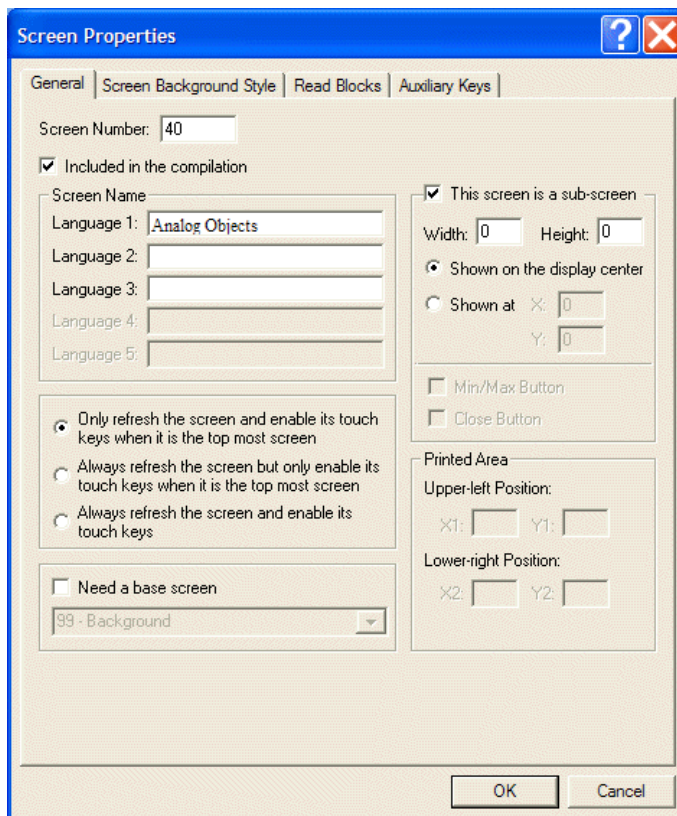 Screen Properties
General
Screen Background Style
Read Blocks
Auxiliary Keys
Screen Number: 40
Included in the compilation
Screen Name
Language 1: Analog Objects
Language 2:
Language 3:
Language 4:
Language 5:
Only refresh the screen and enable its touch
keys when it is the top most screen
Always refresh the screen but only enable its
touch keys when it is the top most screen
Always refresh the screen and enable its
touch keys
Need a base screen
99 - Background
This screen is a sub-screen
Width: 0 Height: 0
Shown on the display center
Shown at X: 0
Y: 0
Min/Max Button
Close Button
Printed Area
Upper-left Position:
X1: Y1:
Lower-right Position:
X2: Y2:
OK
Cancel